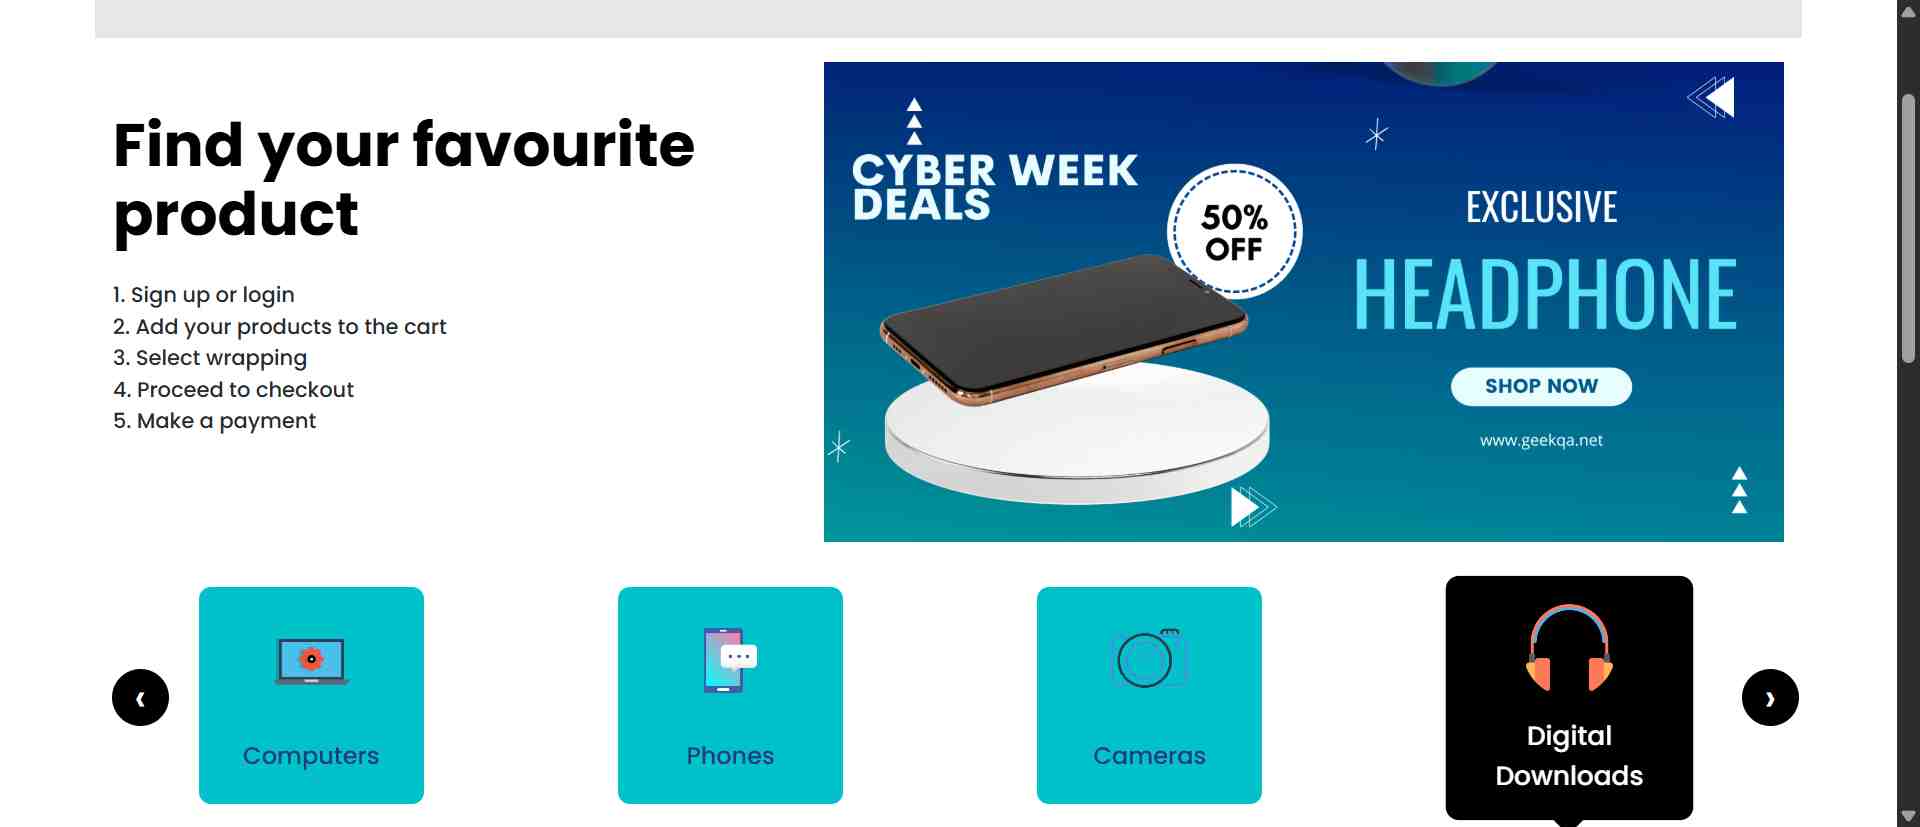 Find your favourite
product
1. Sign up or login
2. Add your products to the cart
3. Select wrapping
4. Proceed to checkout
5. Make a payment
CYBER WEEK
DEALS
50%
OFF
EXCLUSIVE
HEADPHONE
SHOP NOW
www.geekqa.net
‹
Computers
Phones
Cameras
Digital
Downloads
›